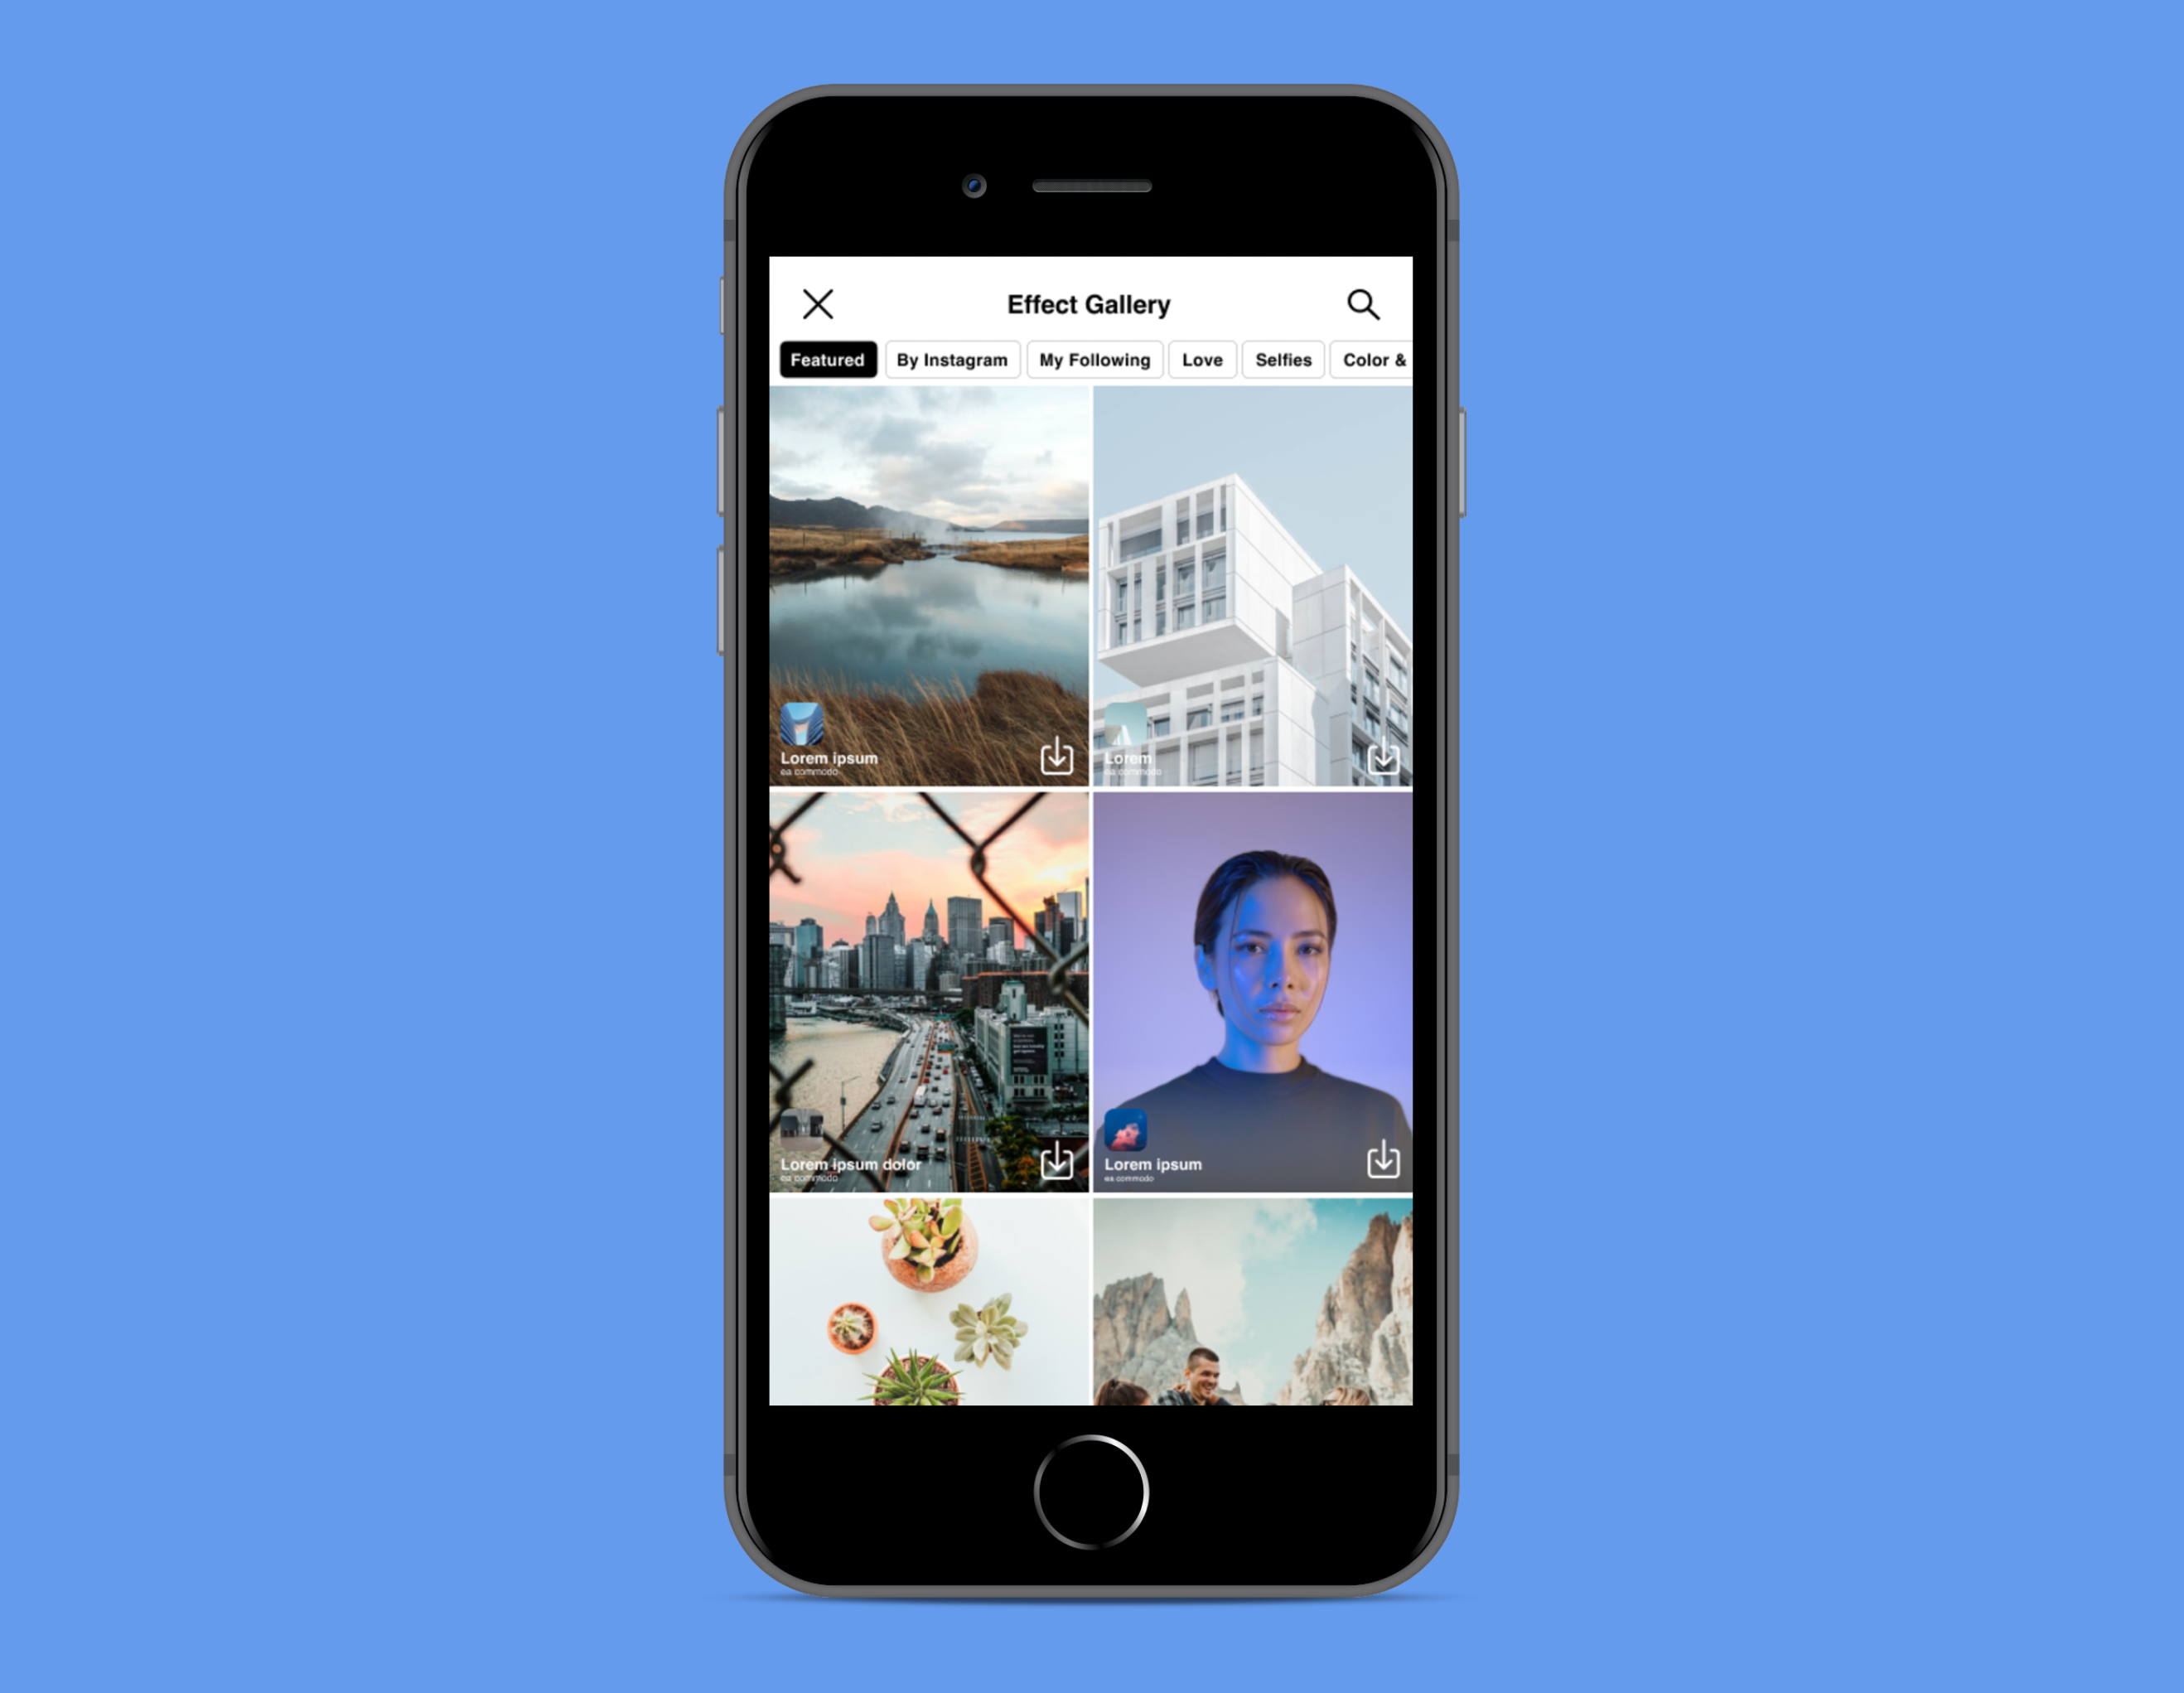 Effect Gallery
Featured By Instagram My Following Love Selfies Color &
Lorem ipsum
ea commodo
Lorem
ea commodo
Lorem ipsum dolor
ea commodo
Lorem ipsum
ea commodo